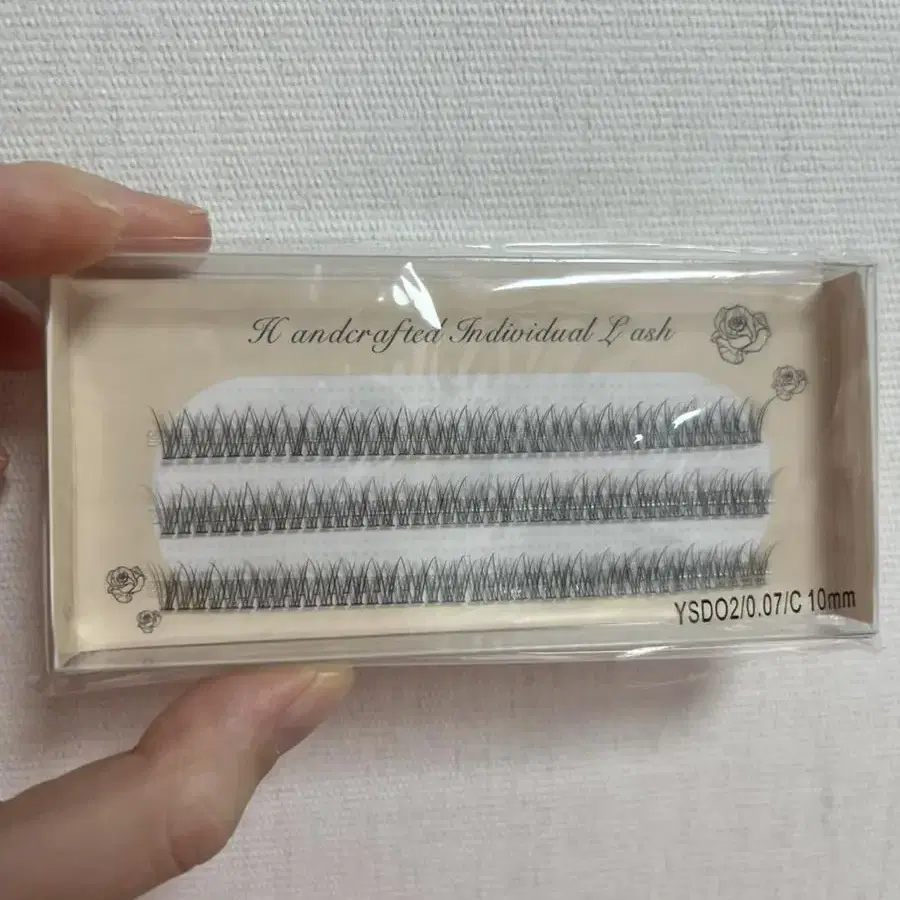 Handcrafted Individual Lash
YSDO2/0.07/C 10mm